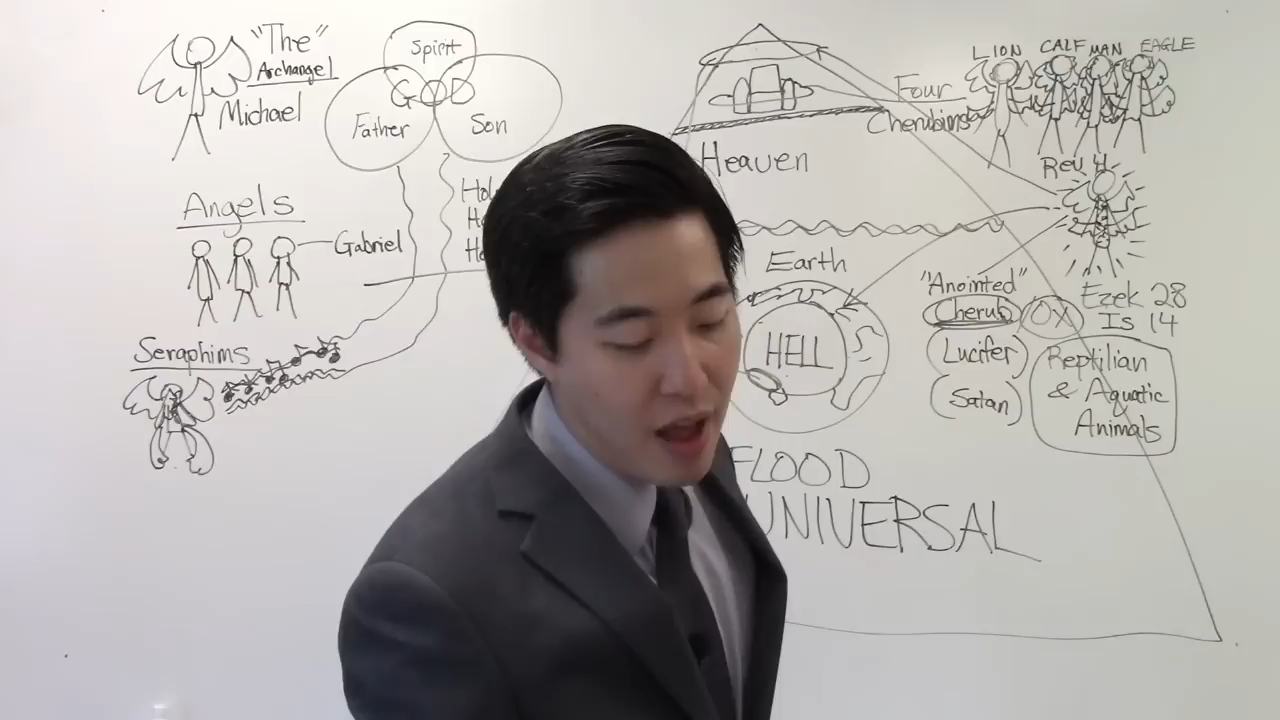 "The"
Archangel
Michael
Spirit
GOD
Father
Son
Angels
Gabriel
Seraphims
Heaven
Four
Cherubims
LION
CALF
MAN
EAGLE
Rev 4
Earth
HELL
"Anointed"
Cherub
OX
(Lucifer)
(Satan)
Ezek 28
Is 14
Reptilian
& Aquatic
Animals
FLOOD
UNIVERSAL